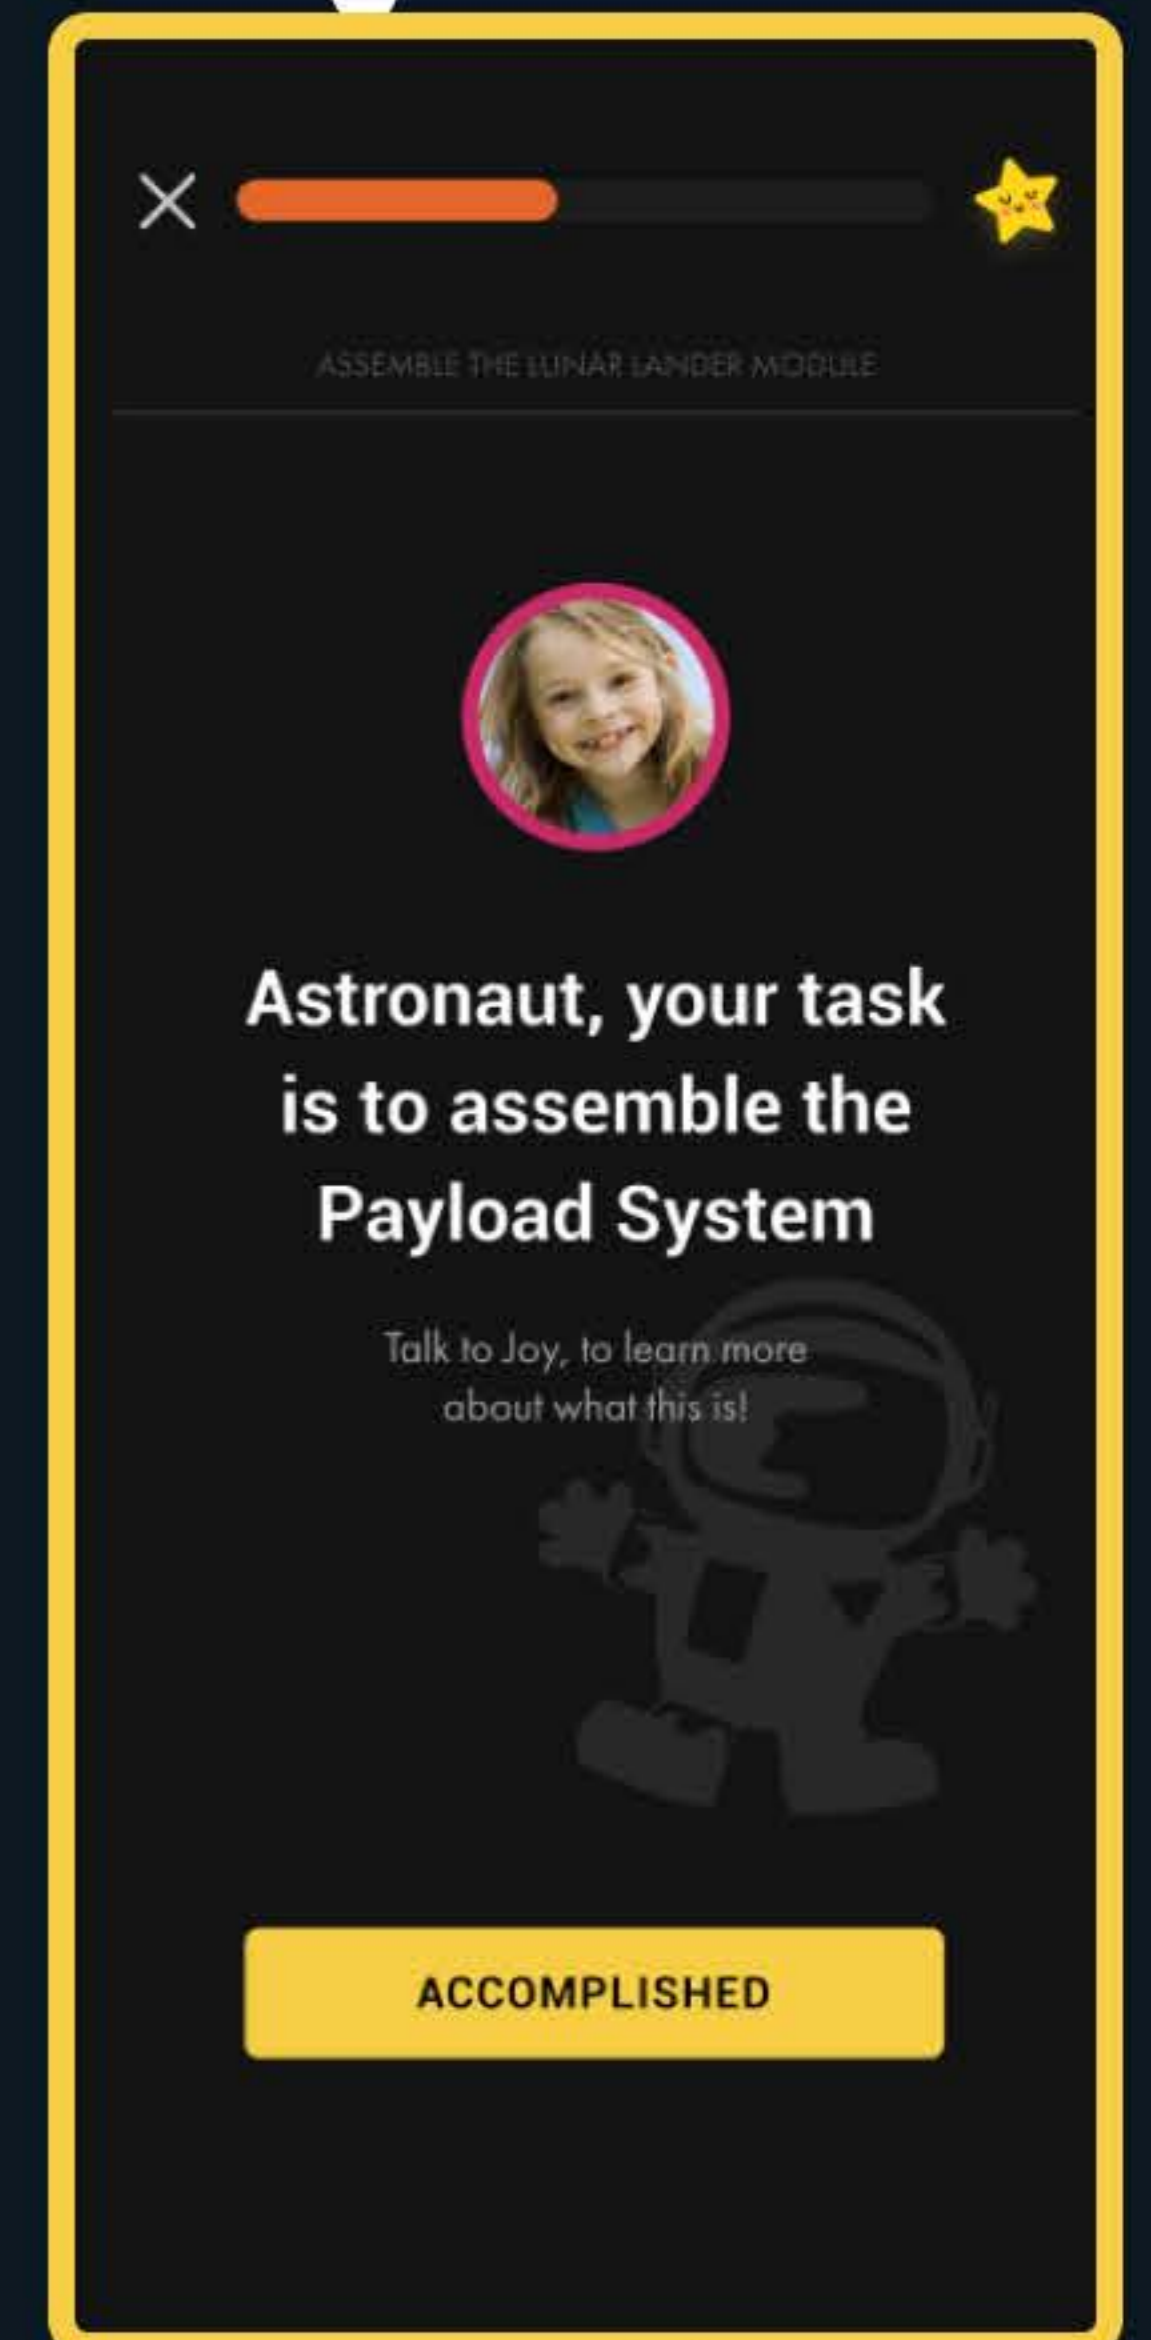 ASSEMBLE THE LUNAR LANDER MODULE
Astronaut, your task
is to assemble the
Payload System
Talk to Joy, to learn more
about what this is!
ACCOMPLISHED